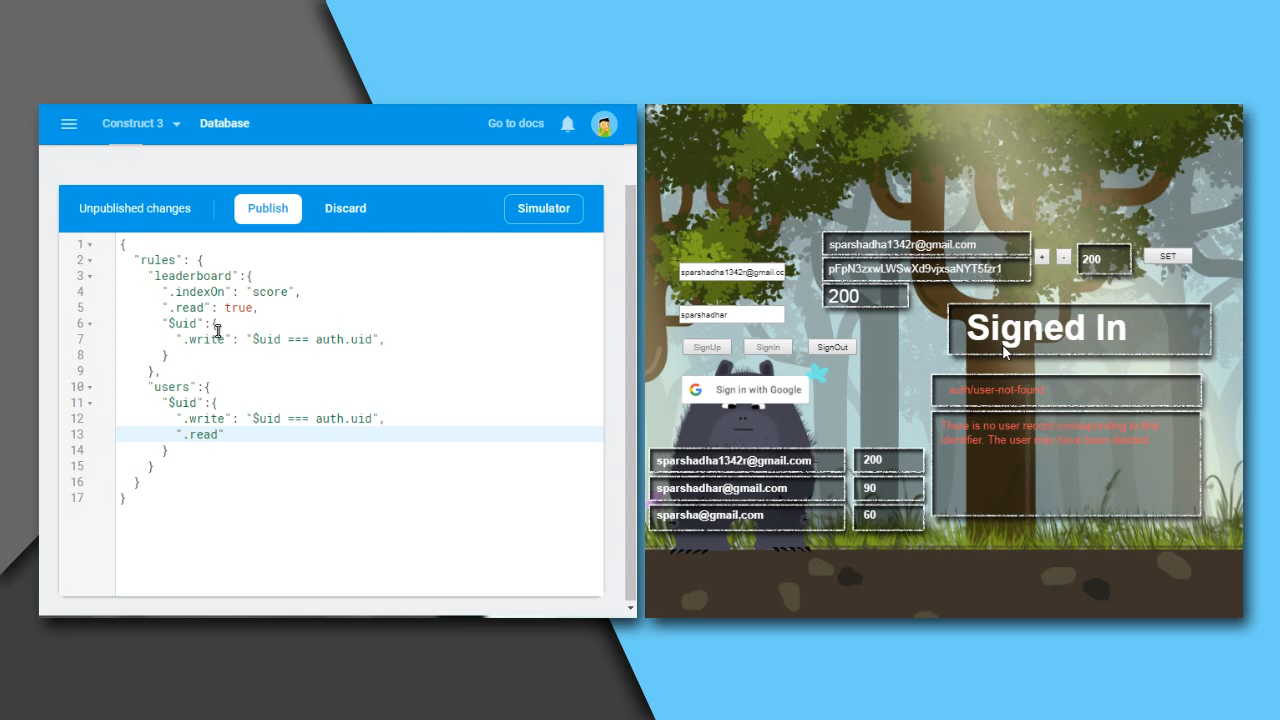 Construct 3
Database
Go to docs
Unpublished changes
Publish
Discard
Simulator
1 {
2 "rules": {
3 "leaderboard":{
4 ".indexOn": "score",
5 ".read": true,
6 "$uid":{
7 ".write": "$uid === auth.uid",
8 }
9 },
10 "users":{
11 "$uid":{
12 ".write": "$uid === auth.uid",
13 ".read"
14 }
15 }
16 }
17 }
sparshadha1342r@gmail.com
pFpN3zxwLWSwXd9vjxsaNYT5fzr1
200
+
-
200
SET
sparshadha1342r@gmail.cc
sparshadhar
SignUp
SignIn
SignOut
Sign in with Google
Signed In
auth/user-not-found
There is no user record corresponding to this
identifier. The user may have been deleted.
sparshadha1342r@gmail.com 200
sparshadhar@gmail.com 90
sparsha@gmail.com 60